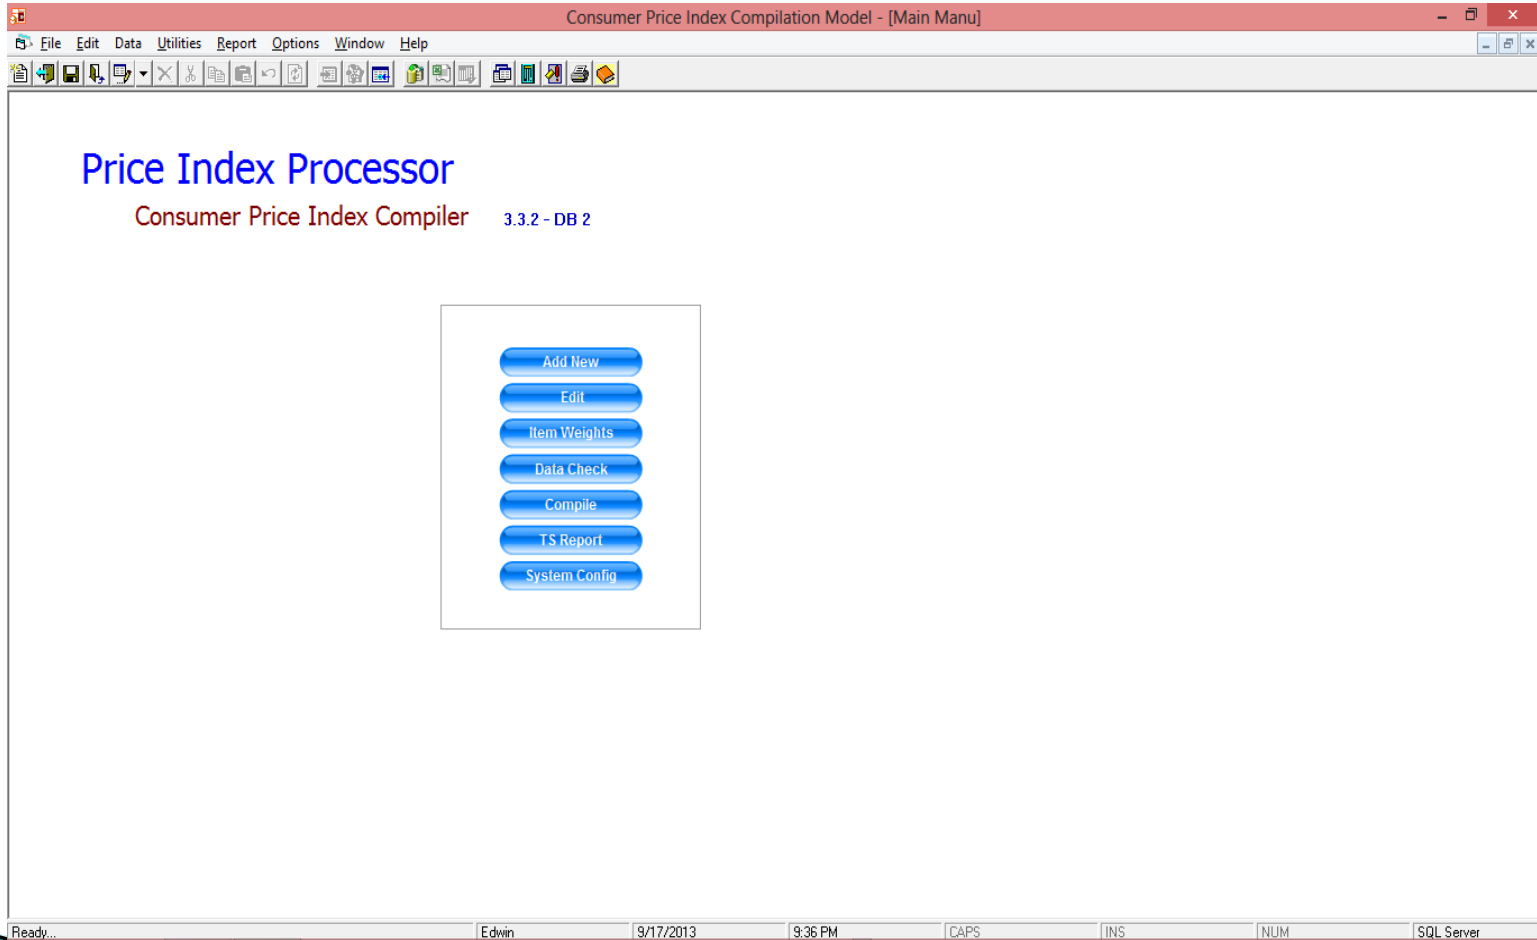 Consumer Price Index Compilation Model - [Main Manu]
File Edit Data Utilities Report Options Window Help
Price Index Processor
Consumer Price Index Compiler 3.3.2 - DB 2
Add New
Edit
Item Weights
Data Check
Compile
TS Report
System Config
Ready... Edwin 9/17/2013 9:36 PM CAPS INS NUM SQL Server